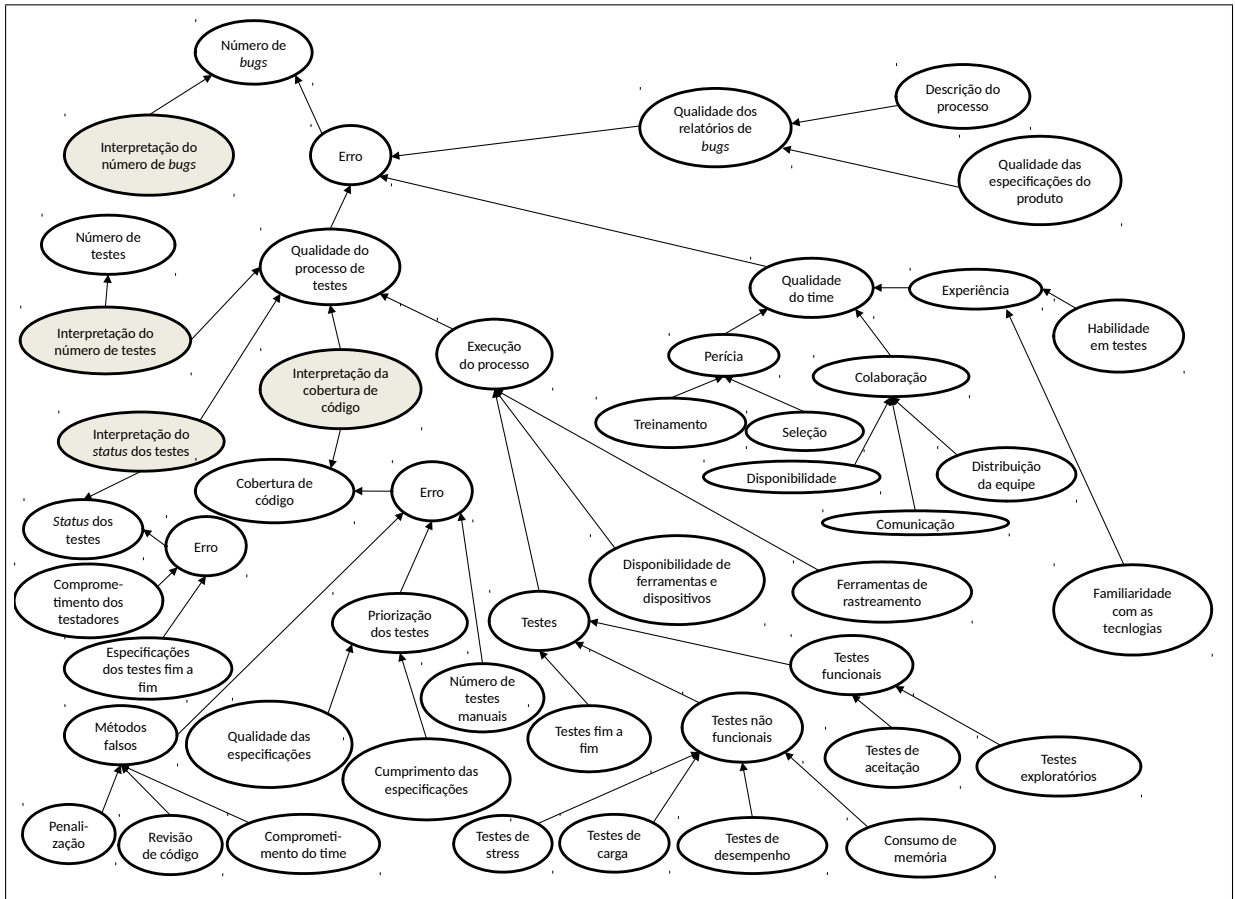 Número de
bugs
Descrição do
processo
Qualidade dos
relatórios de
bugs
Interpretação do
número de bugs
Erro
Qualidade das
especificações do
produto
Número de
testes
Qualidade do
processo de
testes
Qualidade
do time
Experiência
Interpretação do
número de testes
Execução
do processo
Habilidade
em testes
Perícia
Interpretação da
cobertura de
código
Colaboração
Treinamento
Seleção
Interpretação do
status dos testes
Disponibilidade
Distribuição
da equipe
Cobertura de
código
Erro
Comunicação
Status dos
testes
Erro
Disponibilidade de
ferramentas e
dispositivos
Ferramentas de
rastreamento
Familiaridade
com as
tecnlogias
Comprome-
timento dos
testadores
Priorização
dos testes
Testes
Especificações
dos testes fim a
fim
Testes
funcionais
Número de
testes
manuais
Métodos
falsos
Qualidade das
especificações
Testes fim a
fim
Testes não
funcionais
Testes de
aceitação
Testes
exploratórios
Cumprimento das
especificações
Penali-
zação
Revisão
de código
Comprometi-
mento do time
Testes de
stress
Testes de
carga
Testes de
desempenho
Consumo de
memória